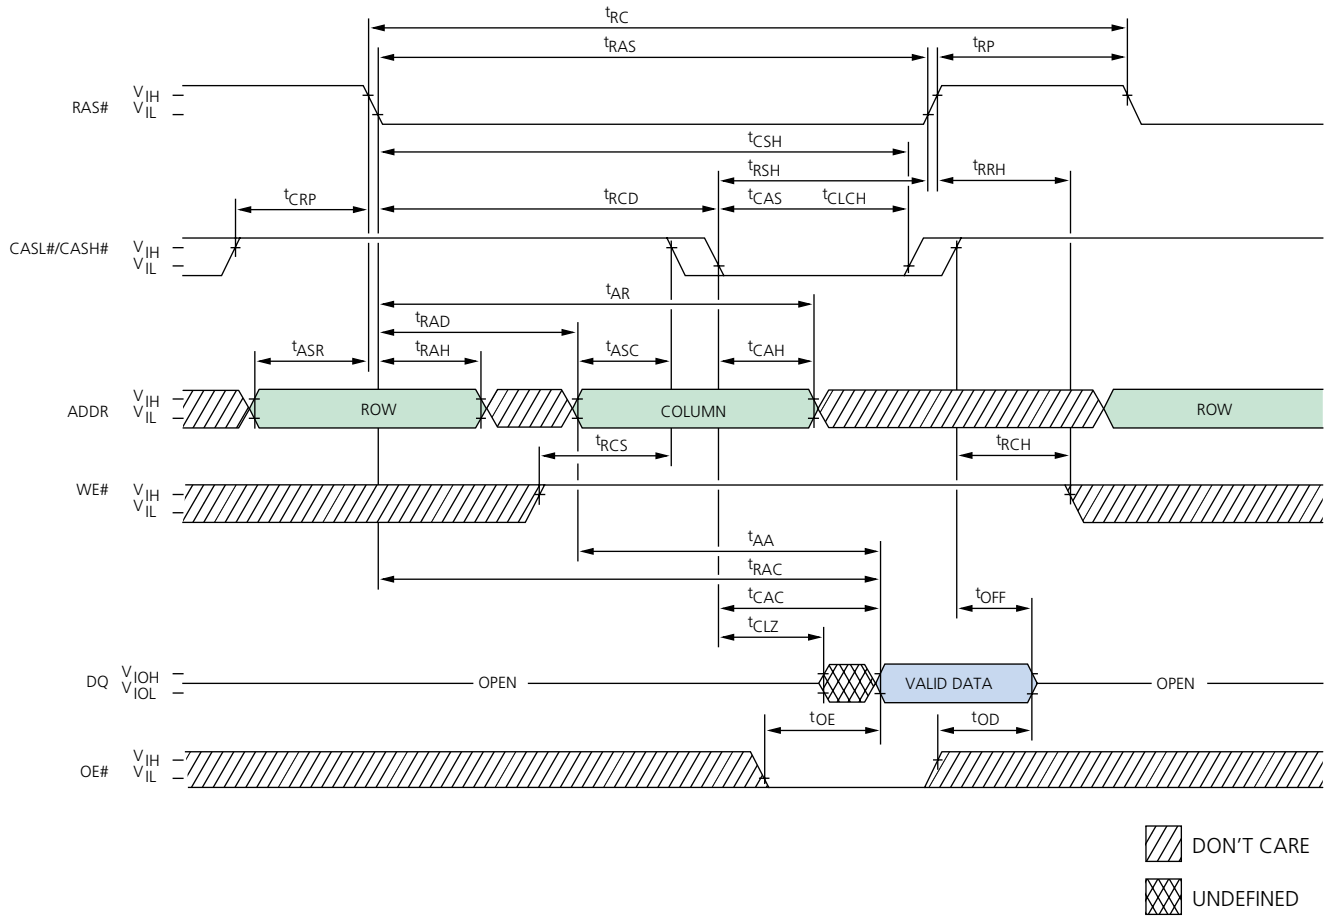 tRC
tRAS tRP
RAS# VIH
VIL
tCSH
tRSH tRRH
tCRP tRCD tCAS tCLCH
CASL#/CASH# VIH
VIL
tAR
tRAD
tASR tRAH tASC tCAH
ADDR VIH
VIL
ROW COLUMN ROW
tRCS tRCH
WE# VIH
VIL
tAA
tRAC
tCAC tOFF
tCLZ
DQ VIOH
VIOL
OPEN VALID DATA OPEN
tOE tOD
OE# VIH
VIL
DON'T CARE
UNDEFINED